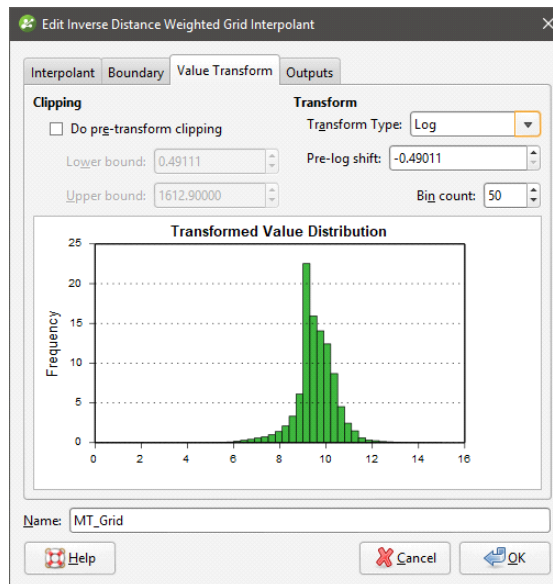 Edit Inverse Distance Weighted Grid Interpolant
Interpolant Boundary Value Transform Outputs
Clipping
Do pre-transform clipping
Lower bound: 0.49111
Upper bound: 1612.90000
Transform
Transform Type: Log
Pre-log shift: -0.49011
Bin count: 50
Transformed Value Distribution
Frequency
25
20
15
10
5
0
0 2 4 6 8 10 12 14 16
Name: MT_Grid
Help Cancel OK